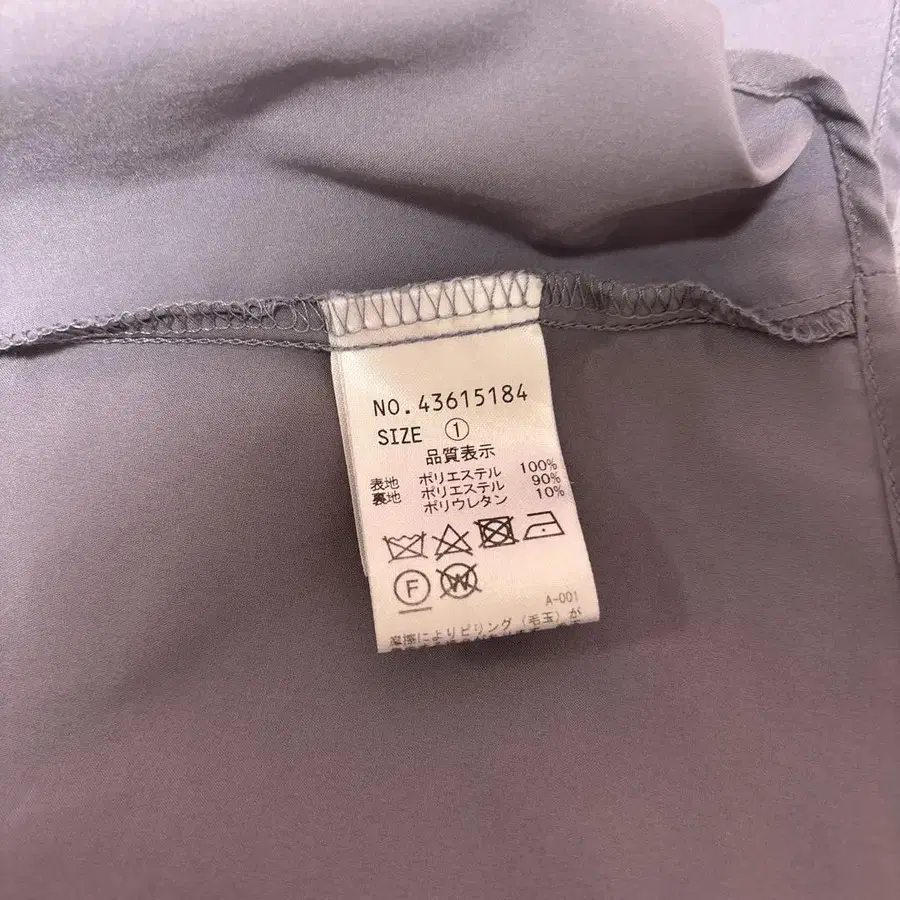 NO.43615184
SIZE ①
品質表示
表地 ポリエステル 100%
裏地 ポリエステル 90%
ポリウレタン 10%
F W
A-001
摩擦によりピリング(毛玉)が